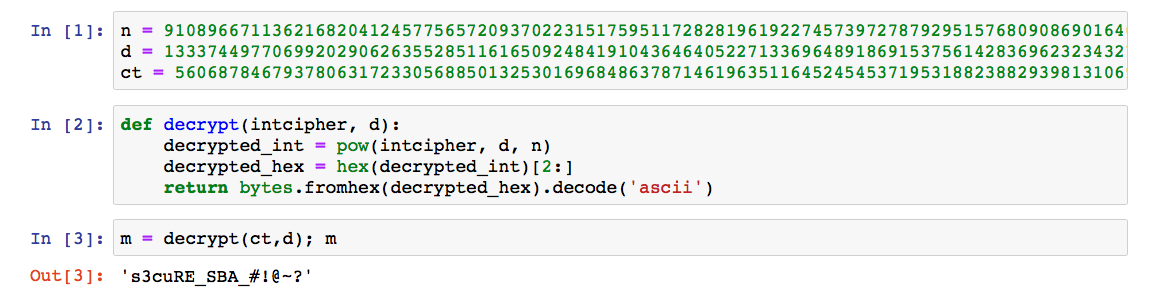 In [1]: n = 91089667113621682041245775657209370223151759511728281961922745739727879295157680908690164
d = 13337449770699202906263552851161650924841910436464052271336964891869153756142836962323432
ct = 5606878467937806317233056885013253016968486378714619635116452454537195318823882939813106
In [2]: def decrypt(intcipher, d):
decrypted_int = pow(intcipher, d, n)
decrypted_hex = hex(decrypted_int)[2:]
return bytes.fromhex(decrypted_hex).decode('ascii')
In [3]: m = decrypt(ct,d); m
Out[3]: 's3cuRE_SBA_#!@~?'